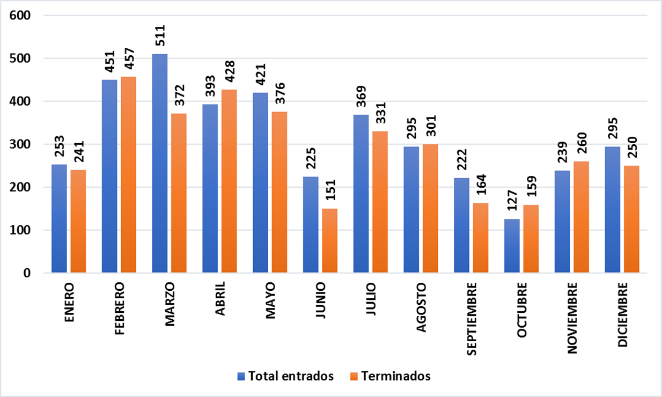 600
500
400
300
200
100
0
253 241 451 457 511 372 393 428 421 376 225 151 369 331 295 301 222 164 127 159 239 260 295 250
ENERO FEBRERO MARZO ABRIL MAYO JUNIO JULIO AGOSTO SEPTIEMBRE OCTUBRE NOVIEMBRE DICIEMBRE
Total entrados Terminados